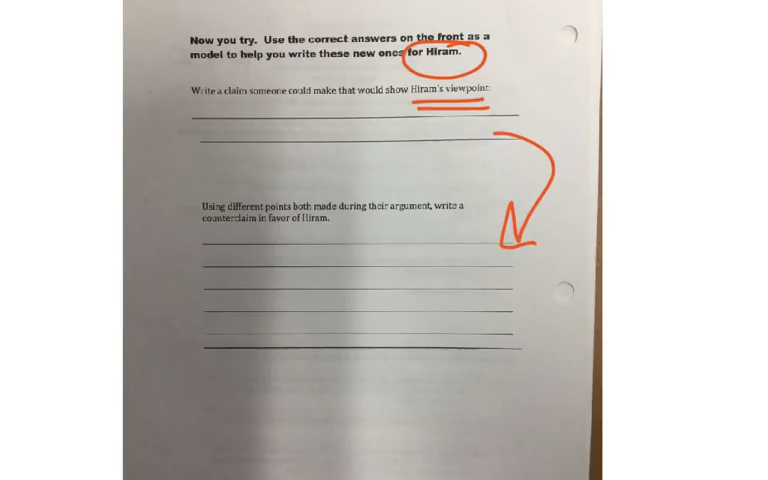 Now you try. Use the correct answers on the front as a
model to help you write these new ones for Hiram.
Write a claim someone could make that would show Hiram's viewpoint:
Using different points both made during their argument, write a
counterclaim in favor of Hiram.